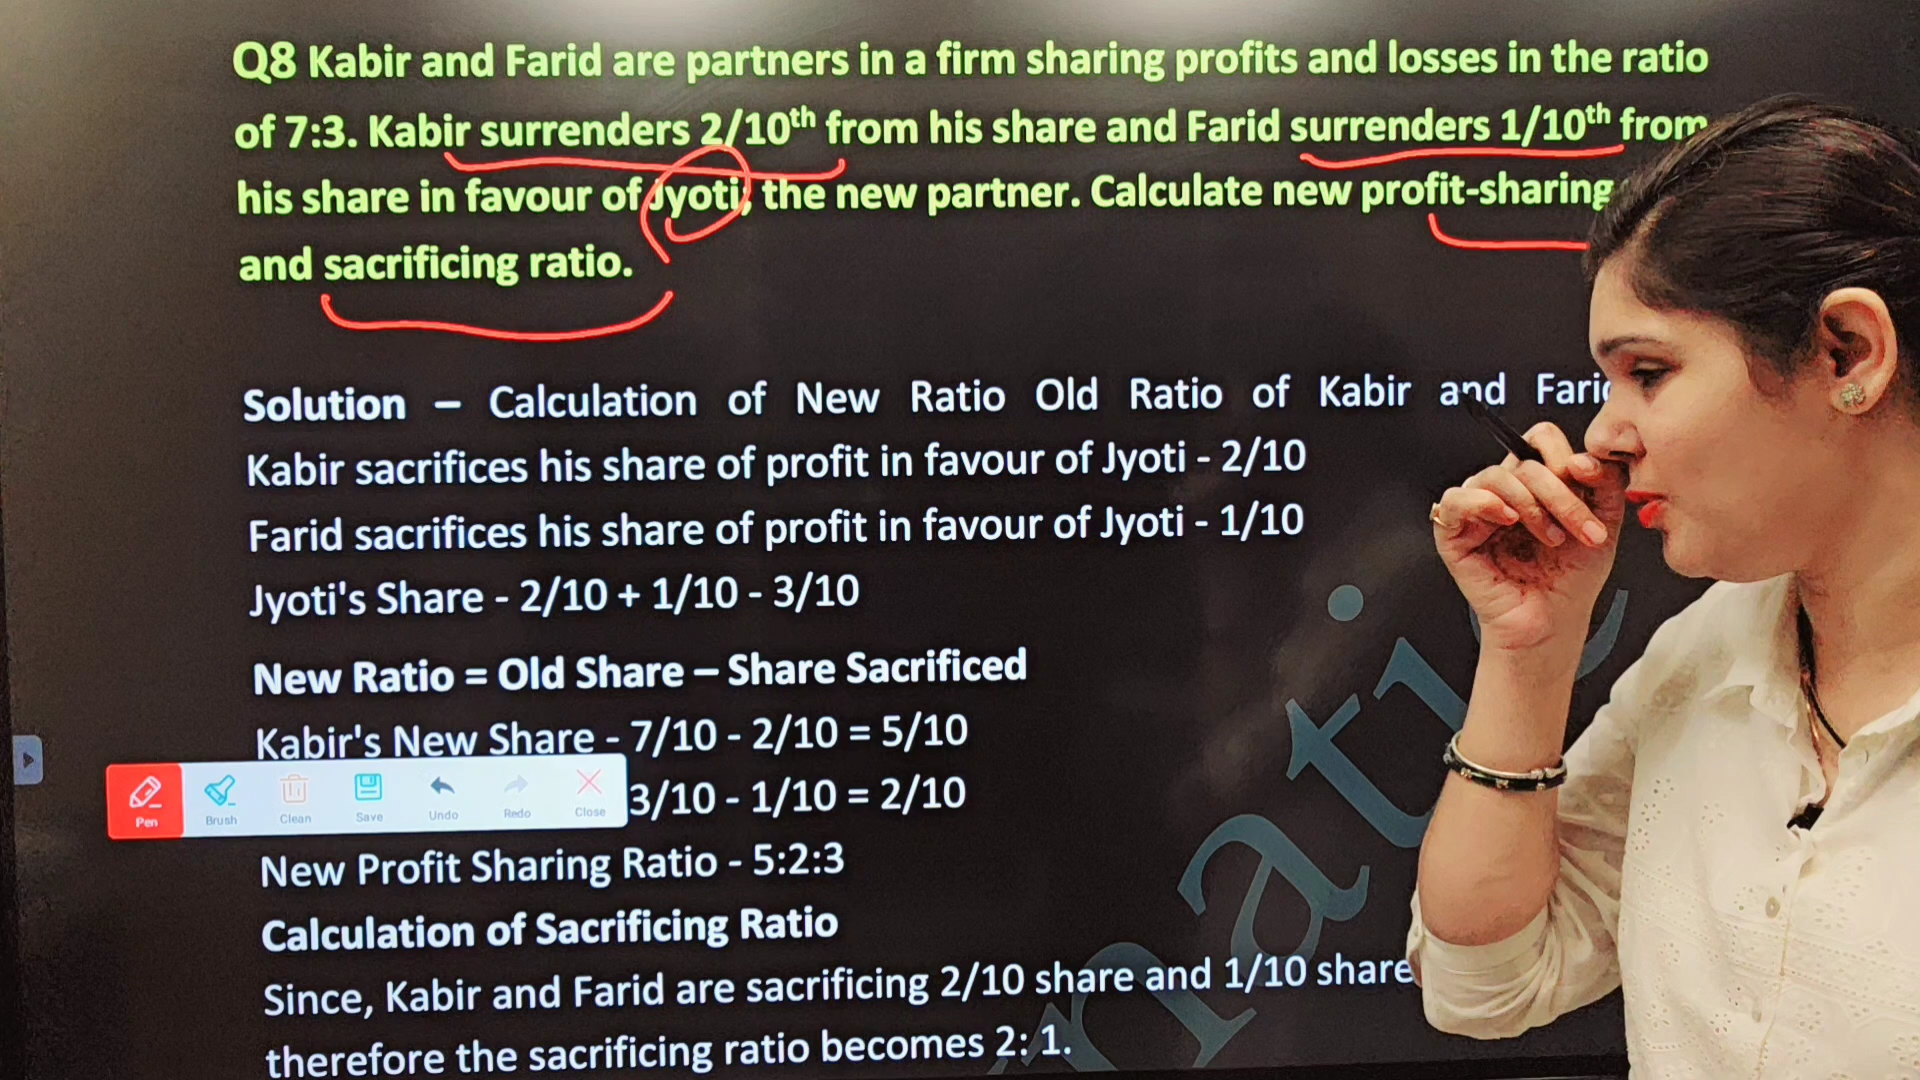 Q8 Kabir and Farid are partners in a firm sharing profits and losses in the ratio
of 7:3. Kabir surrenders 2/10th from his share and Farid surrenders 1/10th from
his share in favour of Jyoti; the new partner. Calculate new profit-sharing
and sacrificing ratio.
Solution – Calculation of New Ratio Old Ratio of Kabir and
Kabir sacrifices his share of profit in favour of Jyoti - 2/10
Farid sacrifices his share of profit in favour of Jyoti - 1/10
Jyoti's Share - 2/10 + 1/10 - 3/10
New Ratio = Old Share – Share Sacrificed
Kabir's New Share - 7/10 - 2/10 = 5/10
3/10 - 1/10 = 2/10
Pen Brush Clean Save Undo Redo Close
New Profit Sharing Ratio - 5:2:3
Calculation of Sacrificing Ratio
Since, Kabir and Farid are sacrificing 2/10 share and 1/10 share
therefore the sacrificing ratio becomes 2: 1.